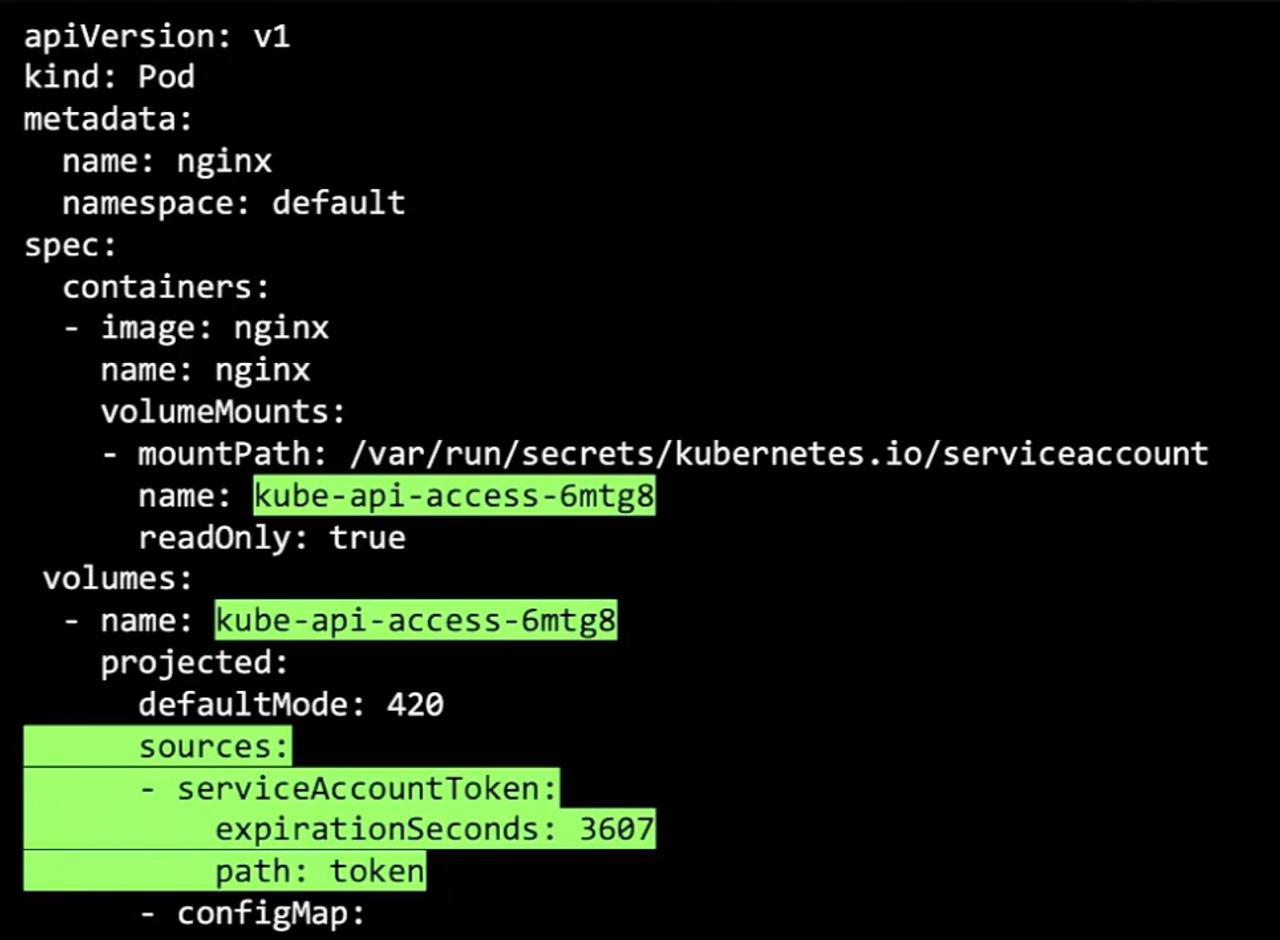 apiVersion: v1
kind: Pod
metadata:
  name: nginx
  namespace: default
spec:
  containers:
  - image: nginx
    name: nginx
    volumeMounts:
    - mountPath: /var/run/secrets/kubernetes.io/serviceaccount
      name: kube-api-access-6mtg8
      readOnly: true
 volumes:
  - name: kube-api-access-6mtg8
    projected:
      defaultMode: 420
      sources:
      - serviceAccountToken:
          expirationSeconds: 3607
          path: token
      - configMap: